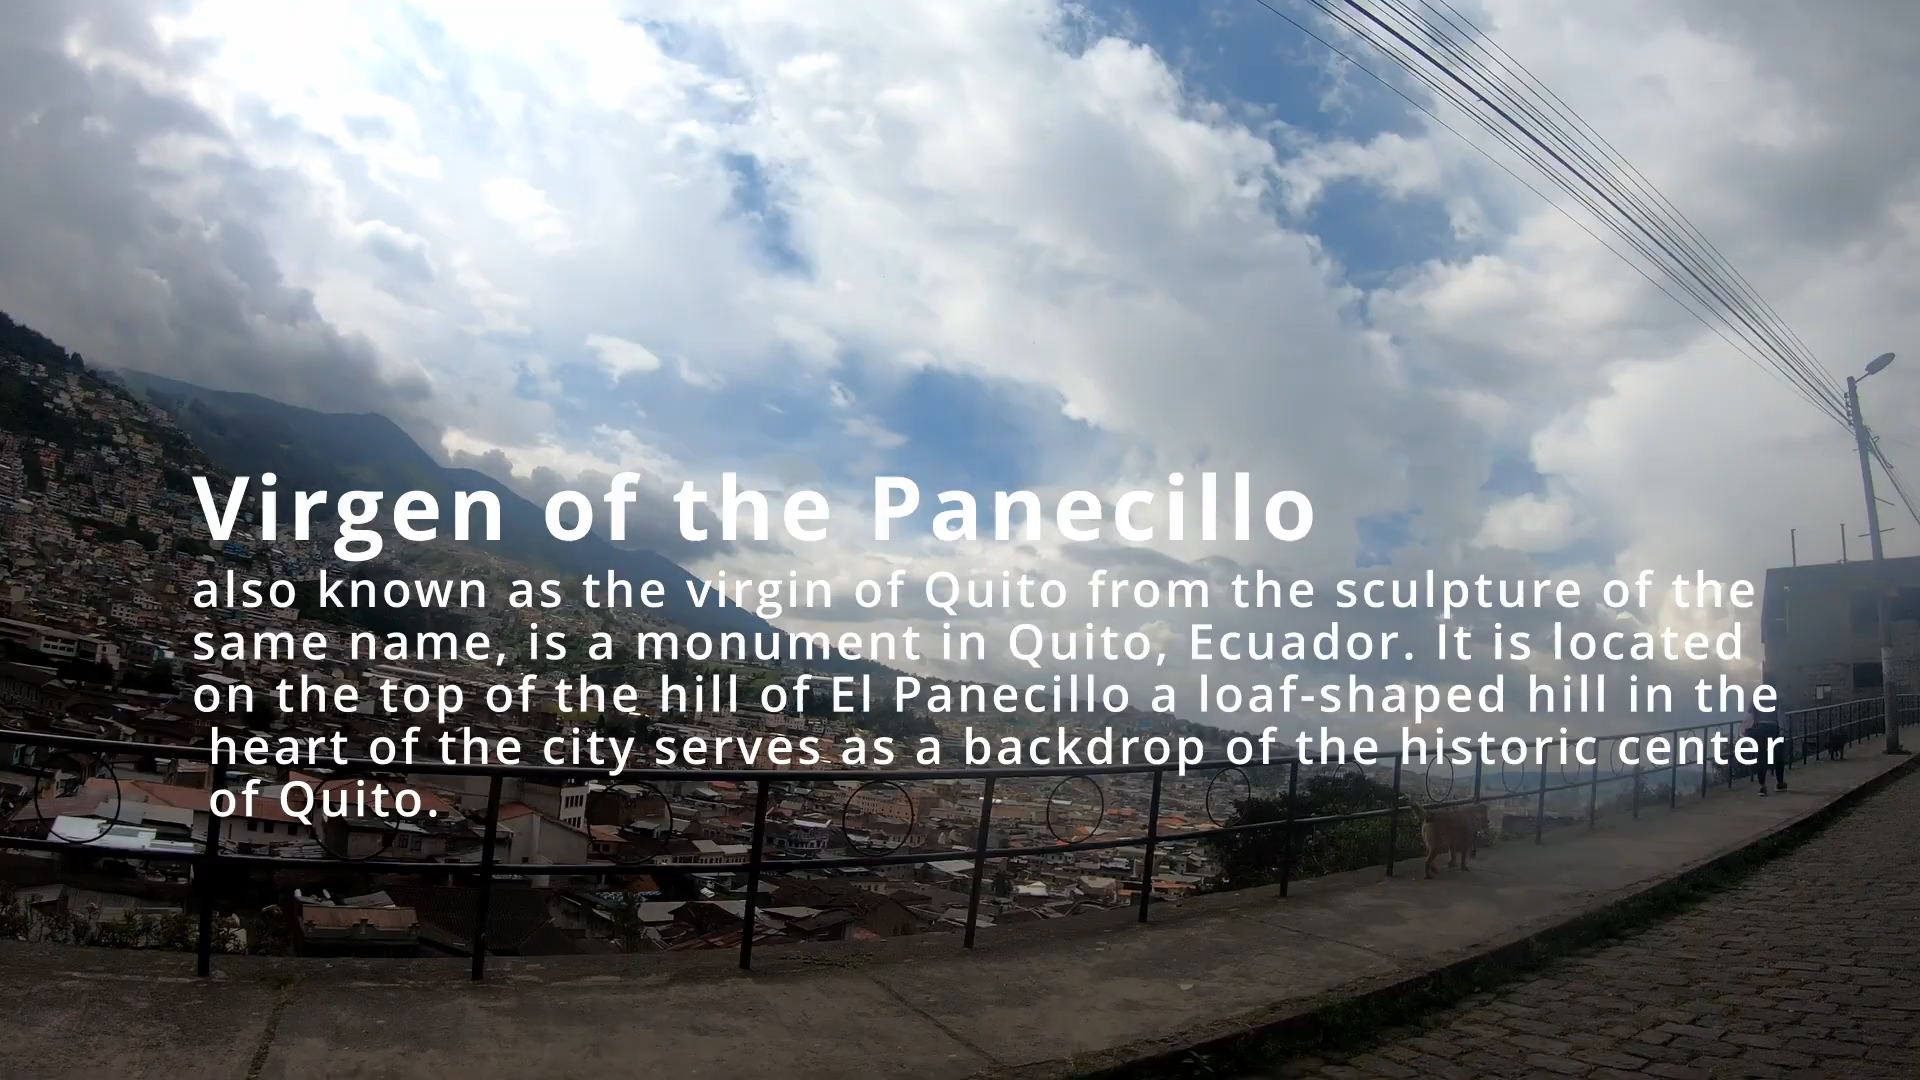 Virgen of the Panecillo
also known as the virgin of Quito from the sculpture of the
same name, is a monument in Quito, Ecuador. It is located
on the top of the hill of El Panecillo a loaf-shaped hill in the
heart of the city serves as a backdrop of the historic center
of Quito.